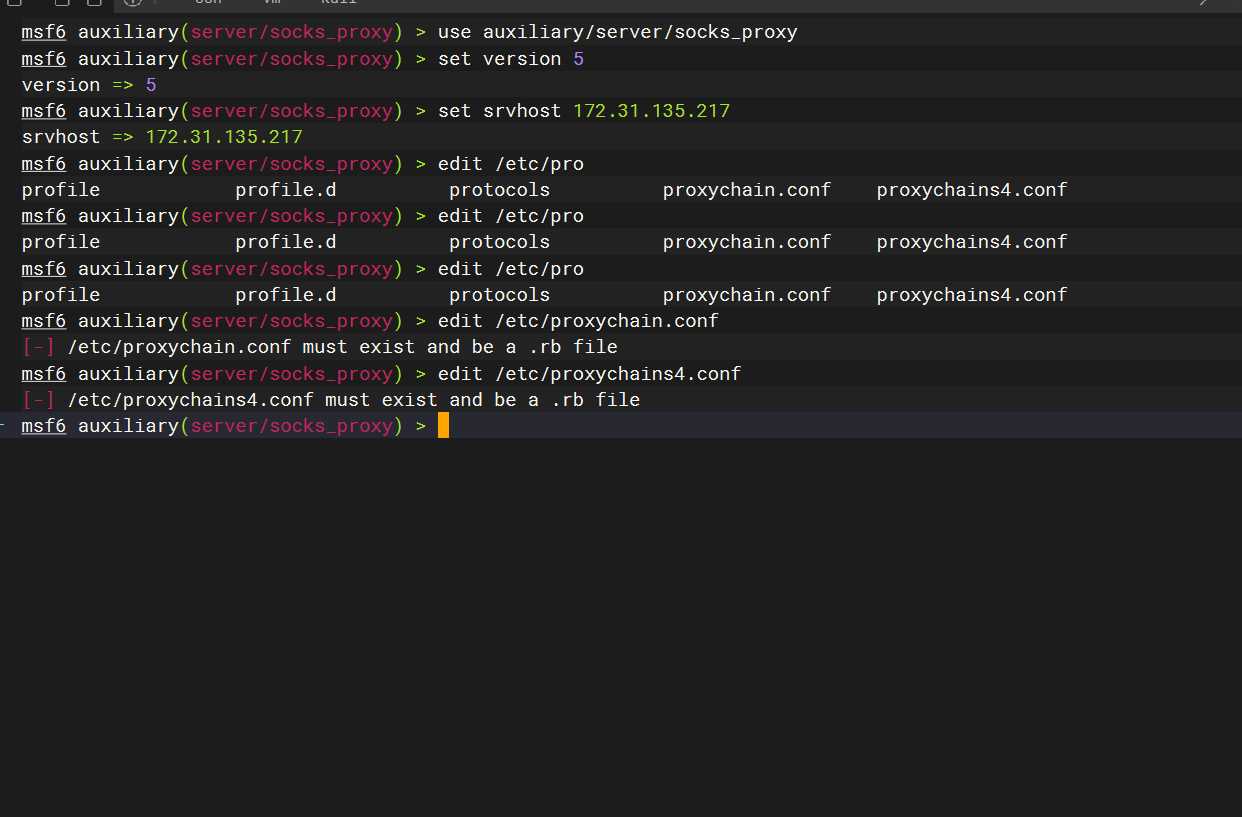 msf6 auxiliary(server/socks_proxy) > use auxiliary/server/socks_proxy
msf6 auxiliary(server/socks_proxy) > set version 5
version => 5
msf6 auxiliary(server/socks_proxy) > set srvhost 172.31.135.217
srvhost => 172.31.135.217
msf6 auxiliary(server/socks_proxy) > edit /etc/pro
profile profile.d protocols proxychain.conf proxychains4.conf
msf6 auxiliary(server/socks_proxy) > edit /etc/pro
profile profile.d protocols proxychain.conf proxychains4.conf
msf6 auxiliary(server/socks_proxy) > edit /etc/pro
profile profile.d protocols proxychain.conf proxychains4.conf
msf6 auxiliary(server/socks_proxy) > edit /etc/proxychain.conf
[-] /etc/proxychain.conf must exist and be a .rb file
msf6 auxiliary(server/socks_proxy) > edit /etc/proxychains4.conf
[-] /etc/proxychains4.conf must exist and be a .rb file
msf6 auxiliary(server/socks_proxy) >